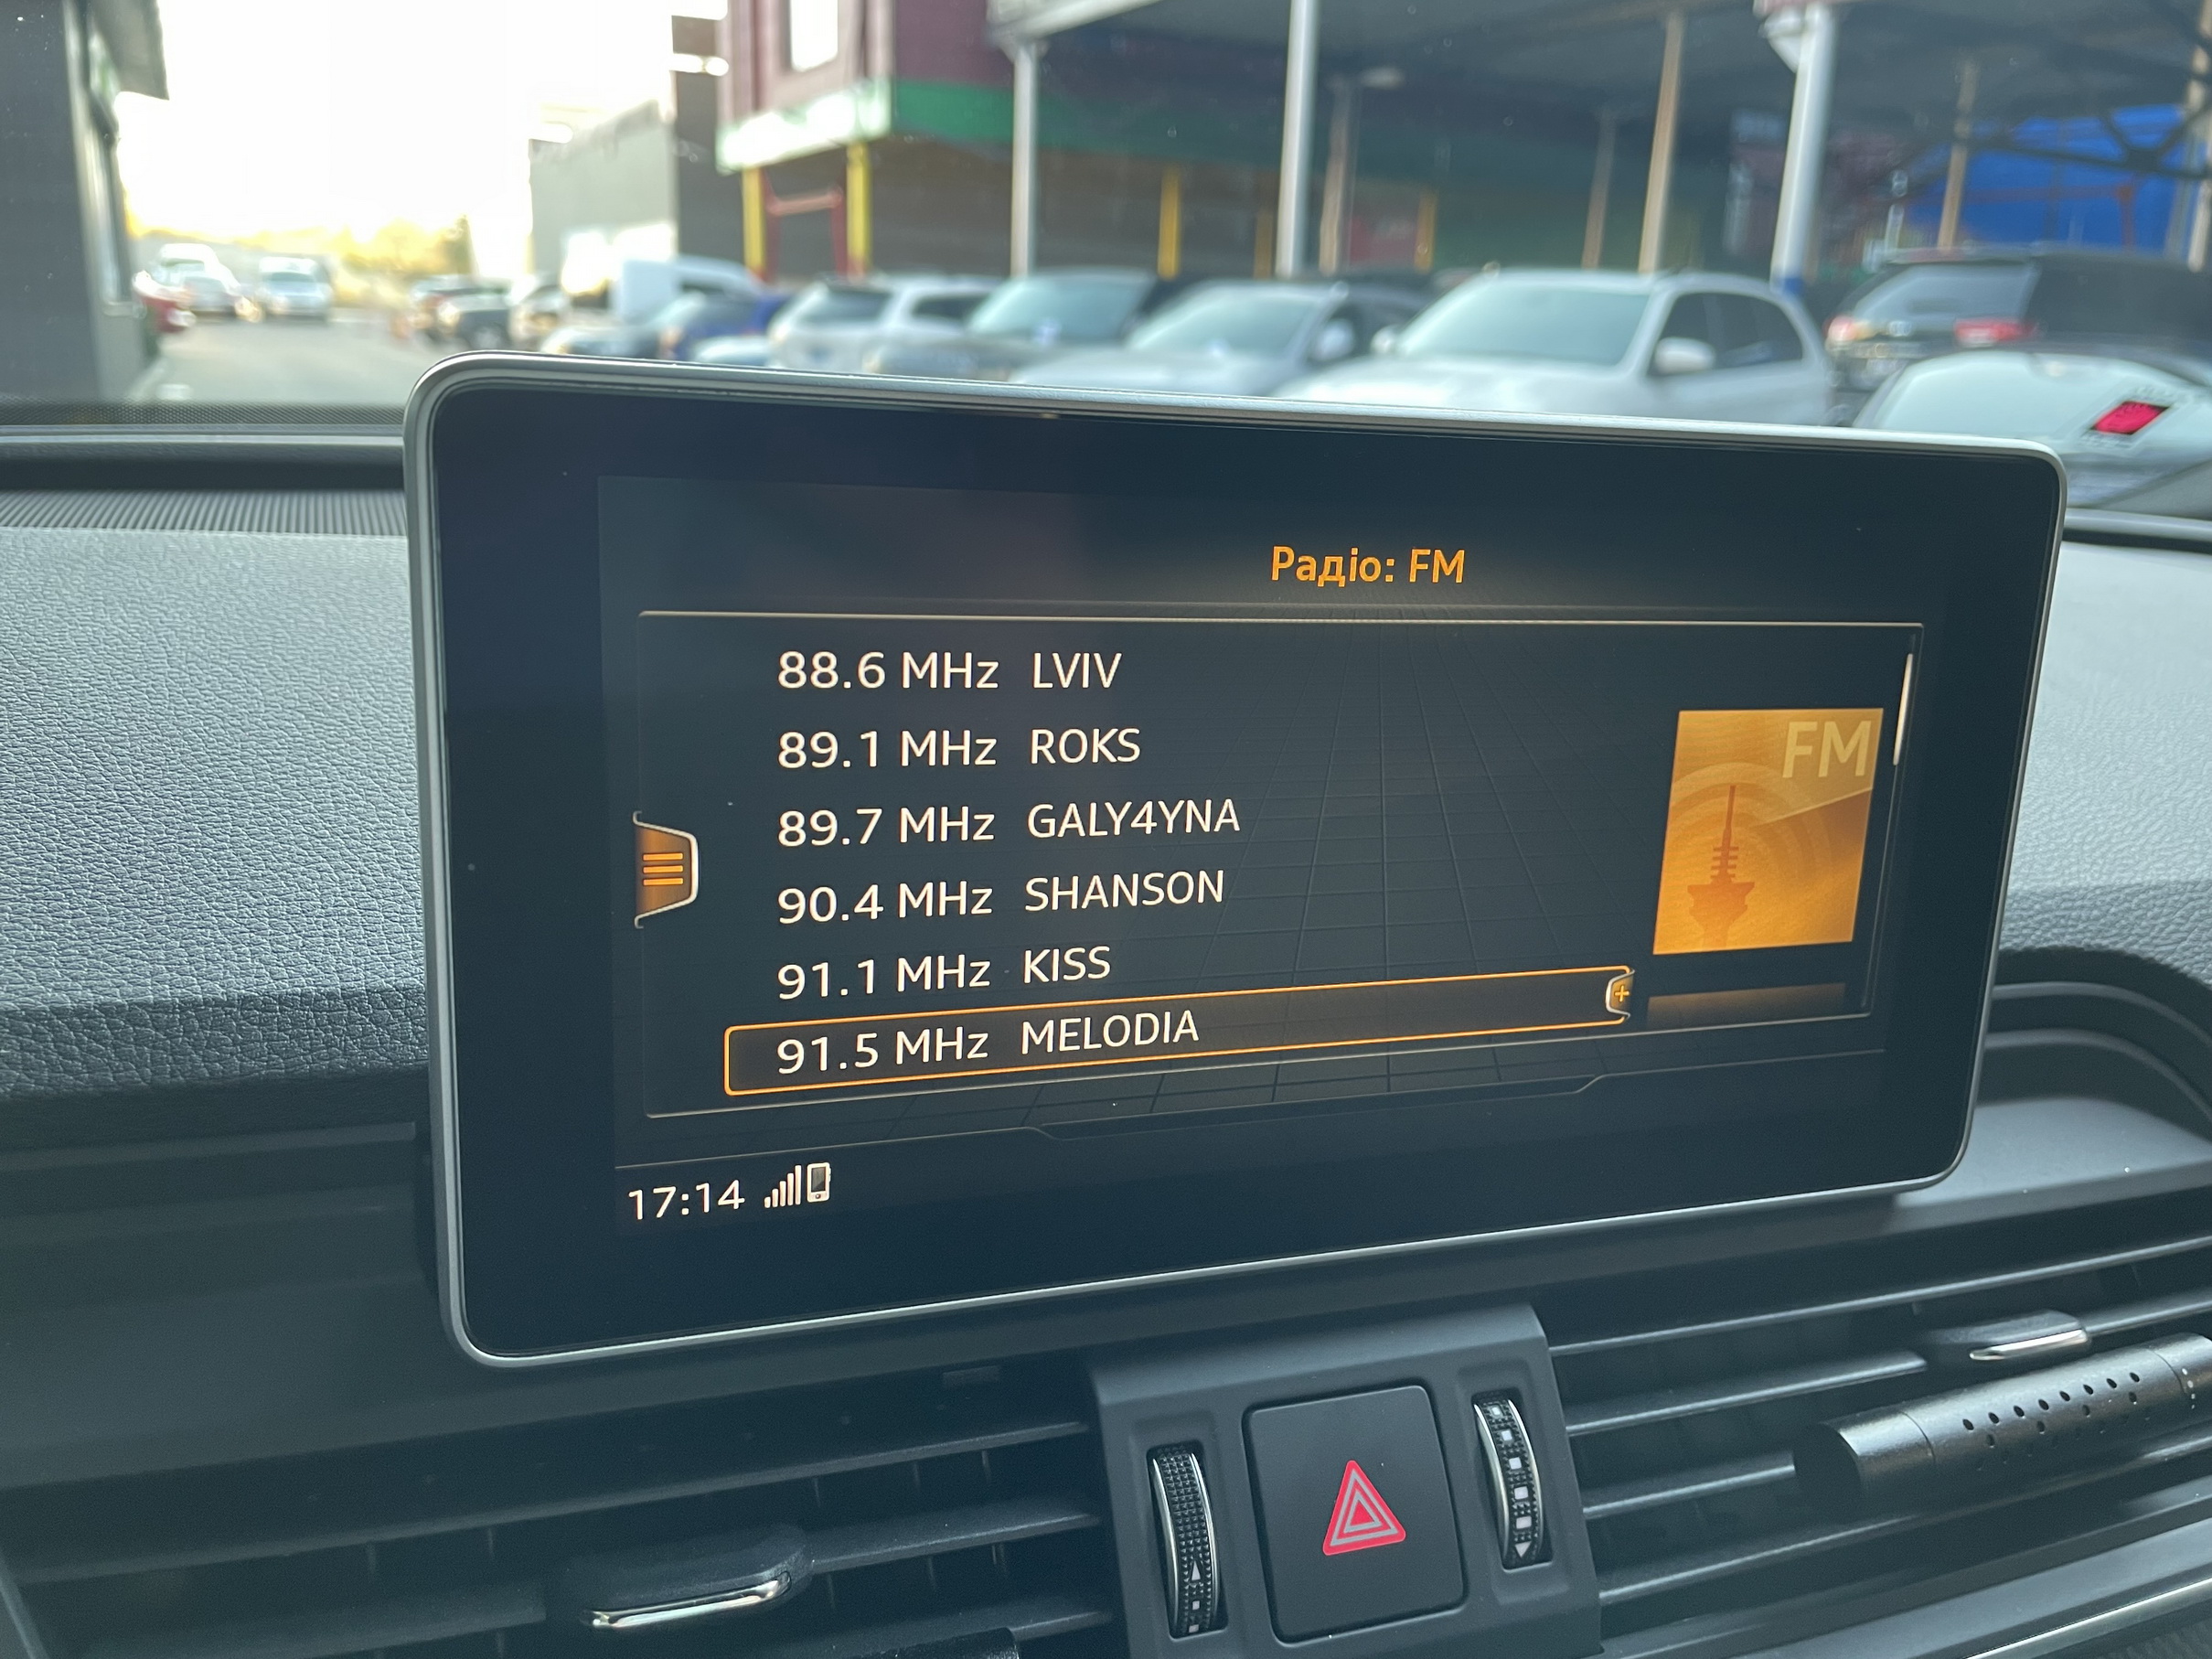 Радіо: FM
88.6 MHz LVIV
89.1 MHz ROKS
89.7 MHz GALY4YNA
90.4 MHz SHANSON
91.1 MHz KISS
91.5 MHz MELODIA
FM
17:14